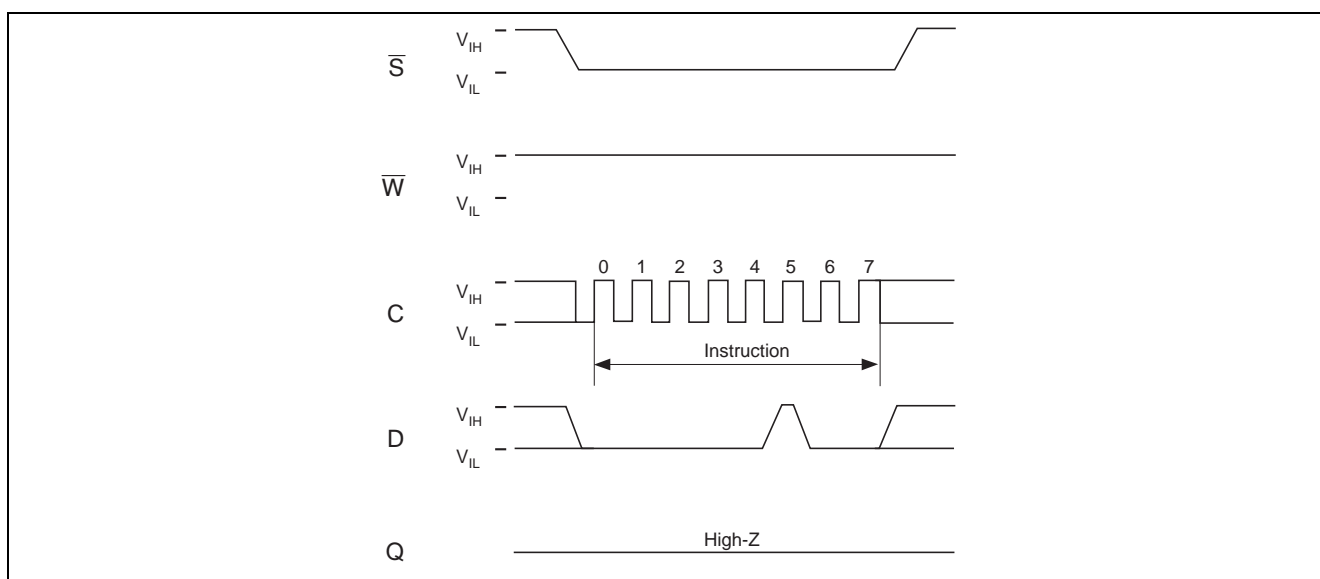 S̅
V_IH
V_IL
W̅
V_IH
V_IL
0 1 2 3 4 5 6 7
C
V_IH
V_IL
Instruction
D
V_IH
V_IL
Q
High-Z